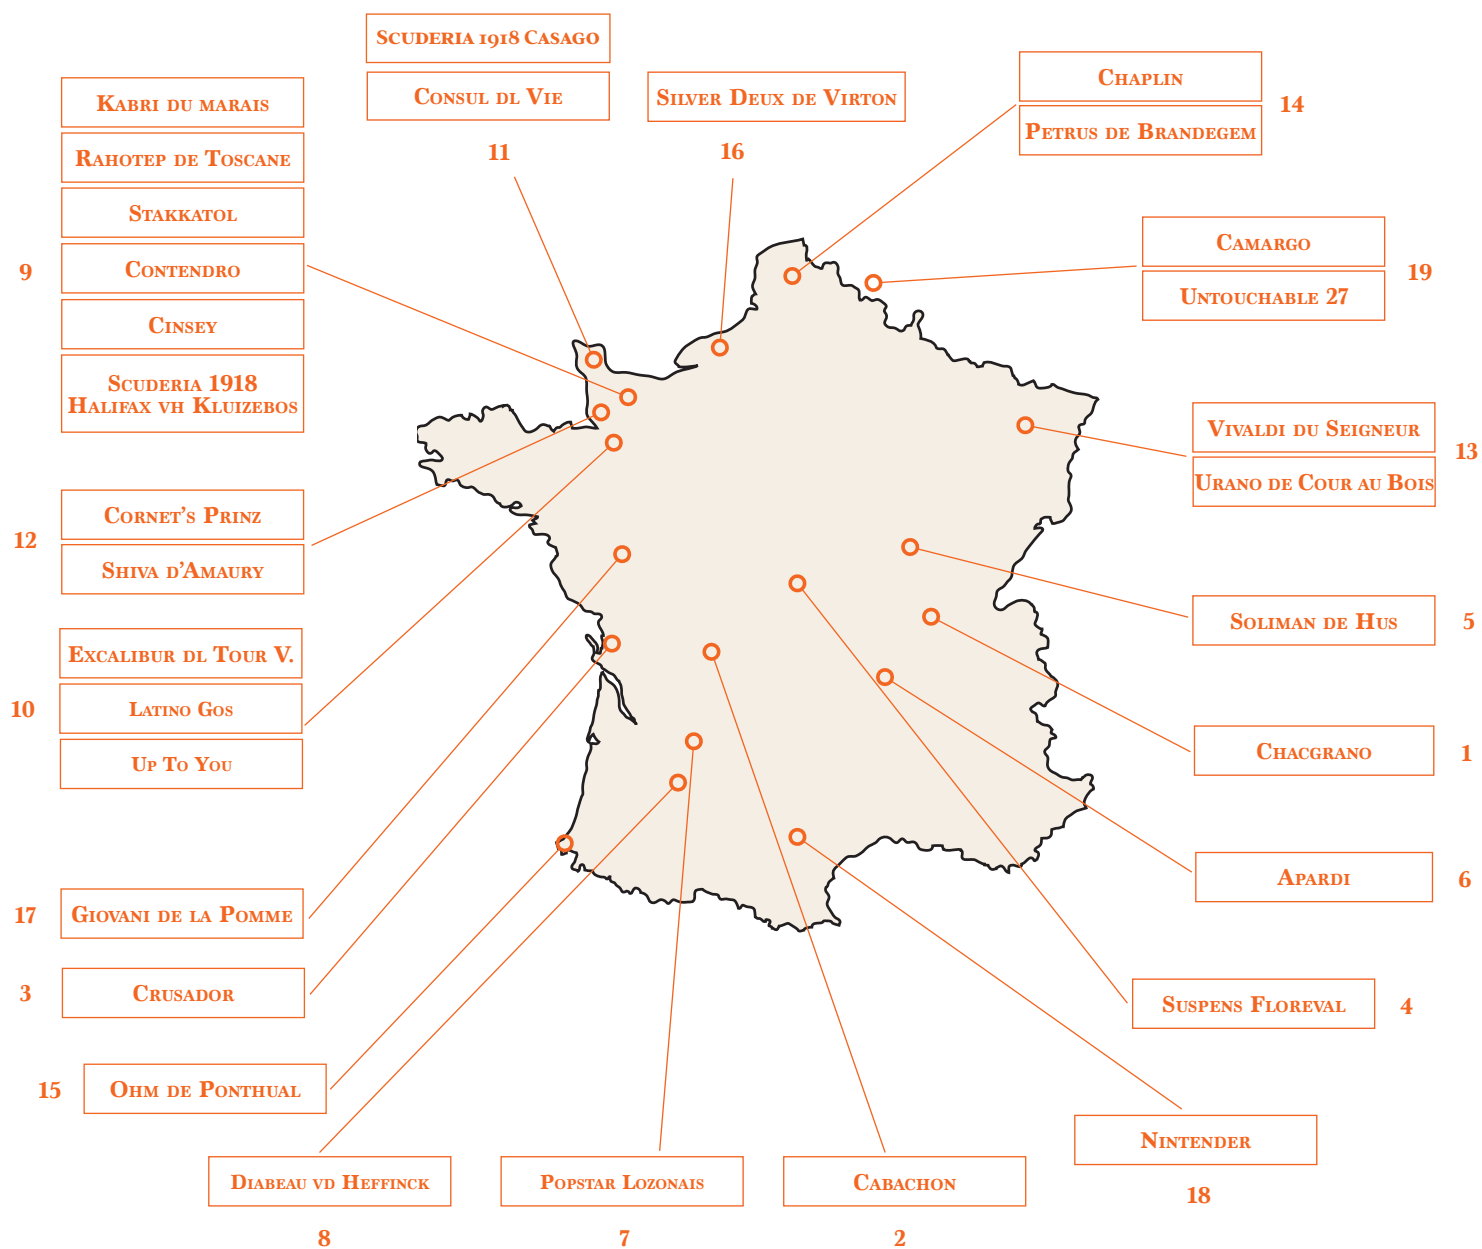 Scuderia 1918 Casago
Consul dl Vie
11
Silver Deux de Virton
16
Chaplin
Petrus de Brandegem
14
Kabri du marais
Rahotep de Toscane
Stakkatol
Contendro
Cinsey
Scuderia 1918
Halifax vh Kluizebos
9
Camargo
Untouchable 27
19
Vivaldi du Seigneur
Urano de Cour au Bois
13
Cornet's Prinz
Shiva d'Amaury
12
Soliman de Hus
5
Excalibur dl Tour V.
Latino Gos
Up To You
10
Chacgrano
1
Apardi
6
17
Giovani de la Pomme
3
Crusador
Suspens Floreval
4
15
Ohm de Ponthual
Nintender
18
Diabeau vd Heffinck
8
Popstar Lozonais
7
Cabachon
2